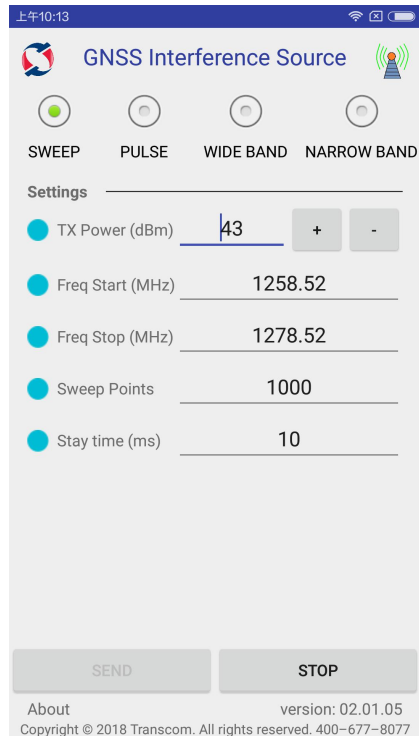 上午10:13
GNSS Interference Source
SWEEP PULSE WIDE BAND NARROW BAND
Settings
TX Power (dBm) 43 + -
Freq Start (MHz) 1258.52
Freq Stop (MHz) 1278.52
Sweep Points 1000
Stay time (ms) 10
SEND STOP
About version: 02.01.05
Copyright © 2018 Transcom. All rights reserved. 400-677-8077